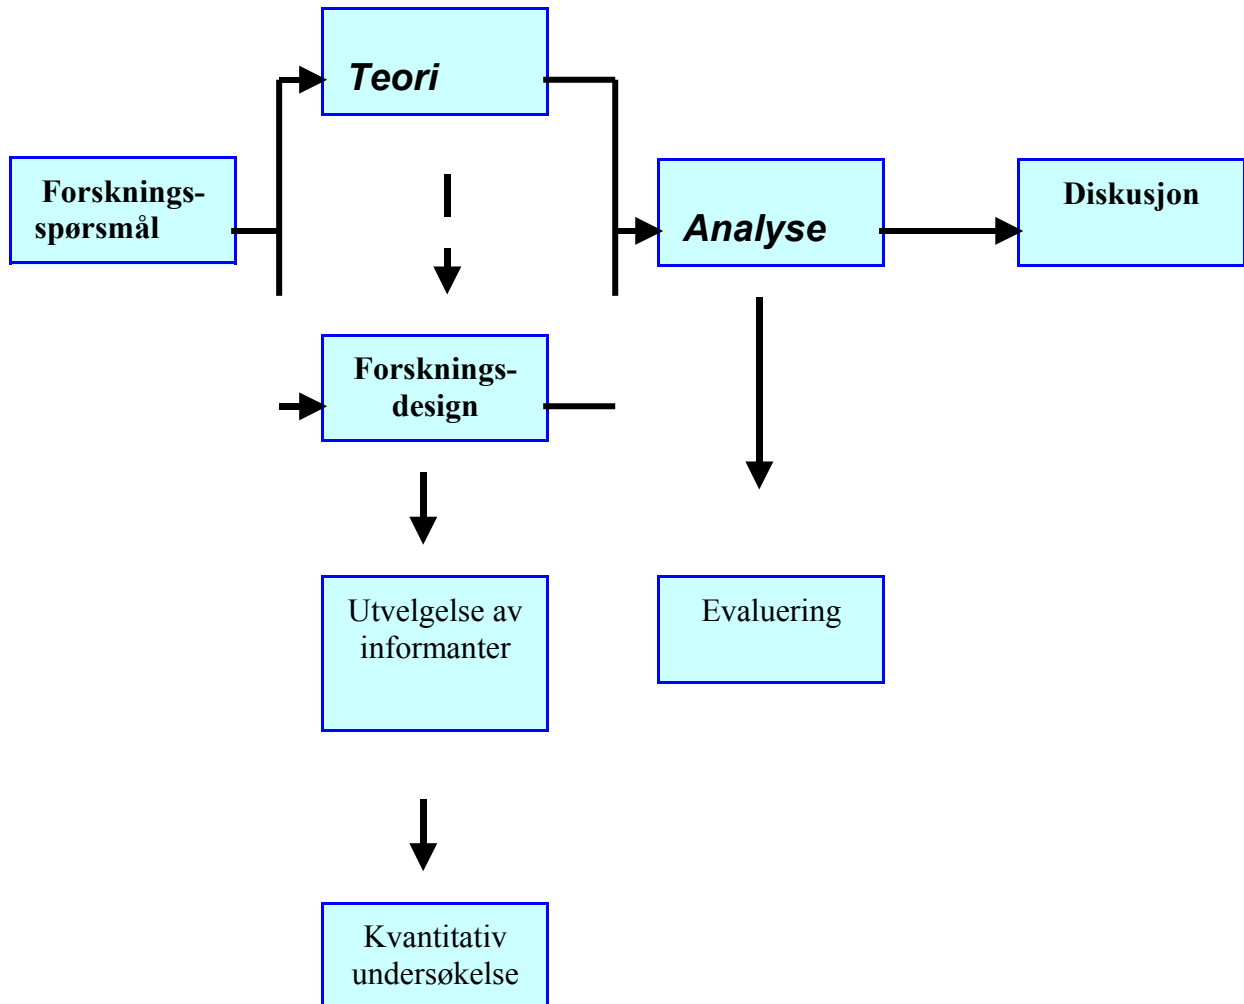 Teori
Forsknings-
spørsmål
Analyse
Diskusjon
Forsknings-
design
Utvelgelse av
informanter
Evaluering
Kvantitativ
undersøkelse